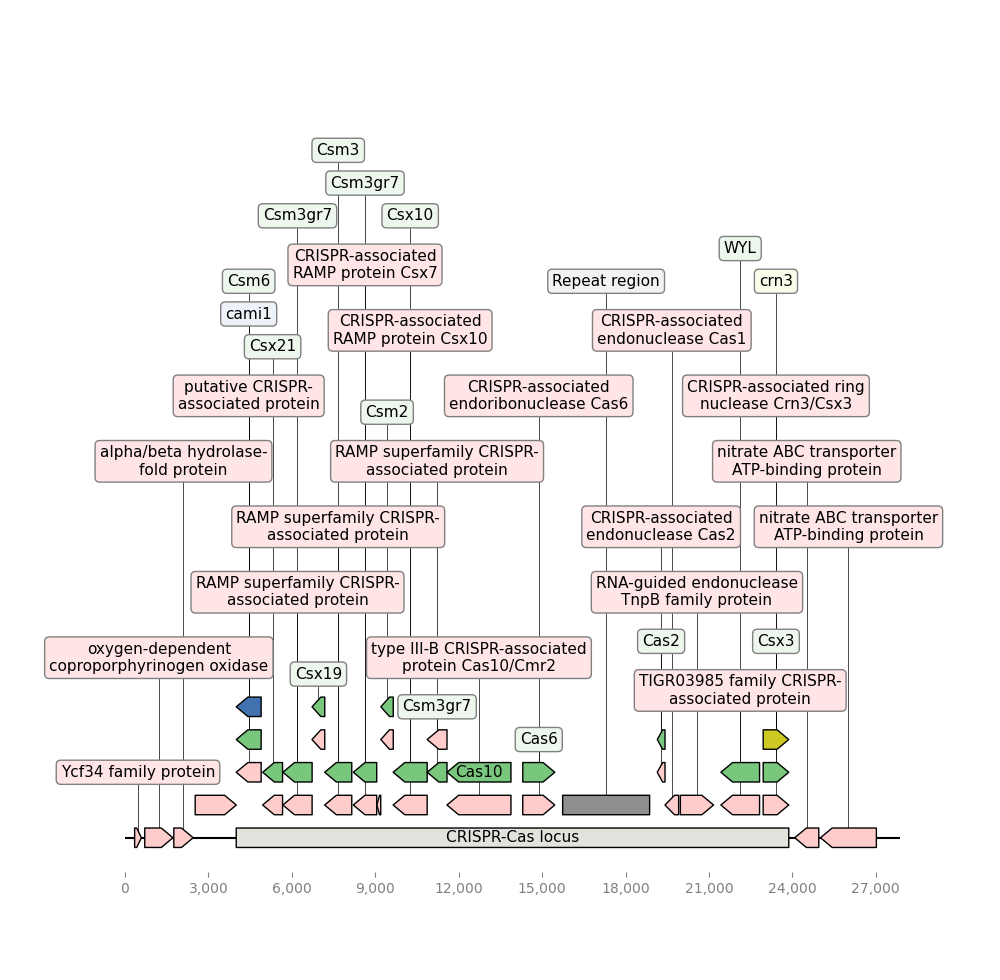 Csm3
Csm3gr7
Csm3gr7
Csx10
WYL
CRISPR-associated
RAMP protein Csx7
Csm6
Repeat region
crn3
cami1
CRISPR-associated
RAMP protein Csx10
CRISPR-associated
endonuclease Cas1
Csx21
putative CRISPR-
associated protein
CRISPR-associated
endoribonuclease Cas6
CRISPR-associated ring
nuclease Crn3/Csx3
Csm2
alpha/beta hydrolase-
fold protein
RAMP superfamily CRISPR-
associated protein
nitrate ABC transporter
ATP-binding protein
RAMP superfamily CRISPR-
associated protein
CRISPR-associated
endonuclease Cas2
nitrate ABC transporter
ATP-binding protein
RAMP superfamily CRISPR-
associated protein
RNA-guided endonuclease
TnpB family protein
Cas2
Csx3
oxygen-dependent
coproporphyrinogen oxidase
type III-B CRISPR-associated
protein Cas10/Cmr2
Csx19
TIGR03985 family CRISPR-
associated protein
Csm3gr7
Cas6
Ycf34 family protein
Cas10
CRISPR-Cas locus
0 3,000 6,000 9,000 12,000 15,000 18,000 21,000 24,000 27,000